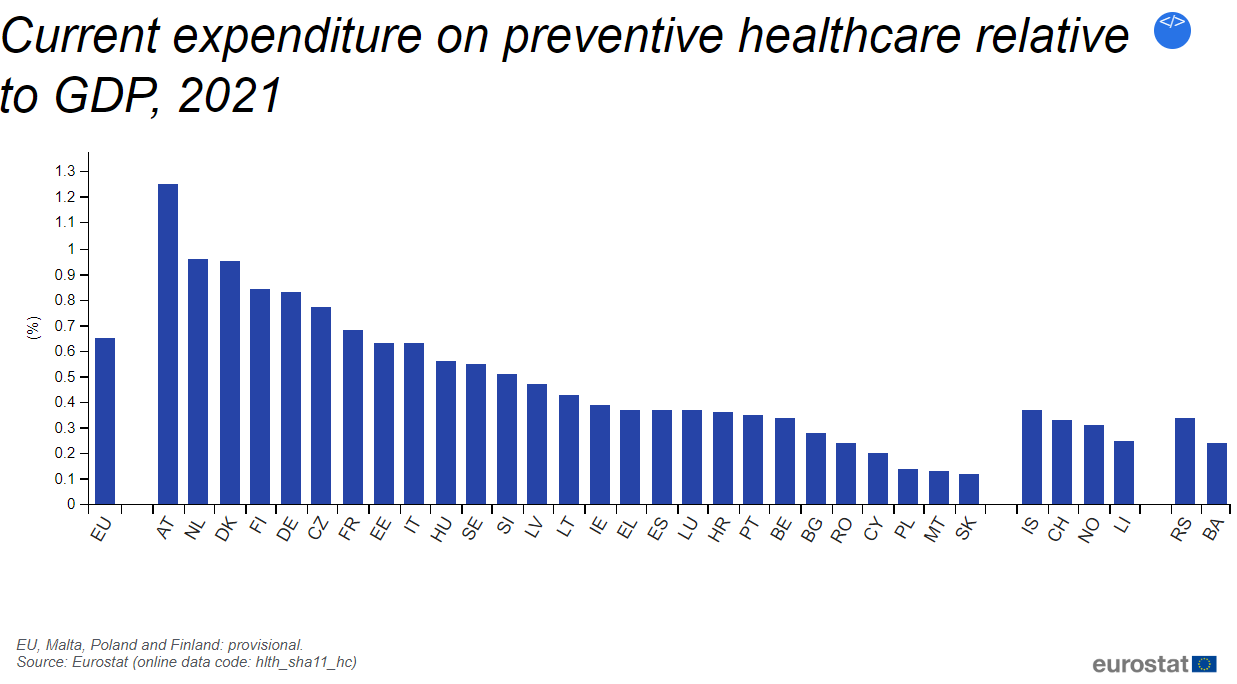 Current expenditure on preventive healthcare relative
to GDP, 2021
</>
(%)
1.3
1.2
1.1
1
0.9
0.8
0.7
0.6
0.5
0.4
0.3
0.2
0.1
0
EU AT NL DK FI DE CZ FR EE IT HU SE SI LV LT IE EL ES LU HR PT BE BG RO CY PL MT SK IS CH NO LI RS BA
EU, Malta, Poland and Finland: provisional.
Source: Eurostat (online data code: hlth_sha11_hc)
eurostat